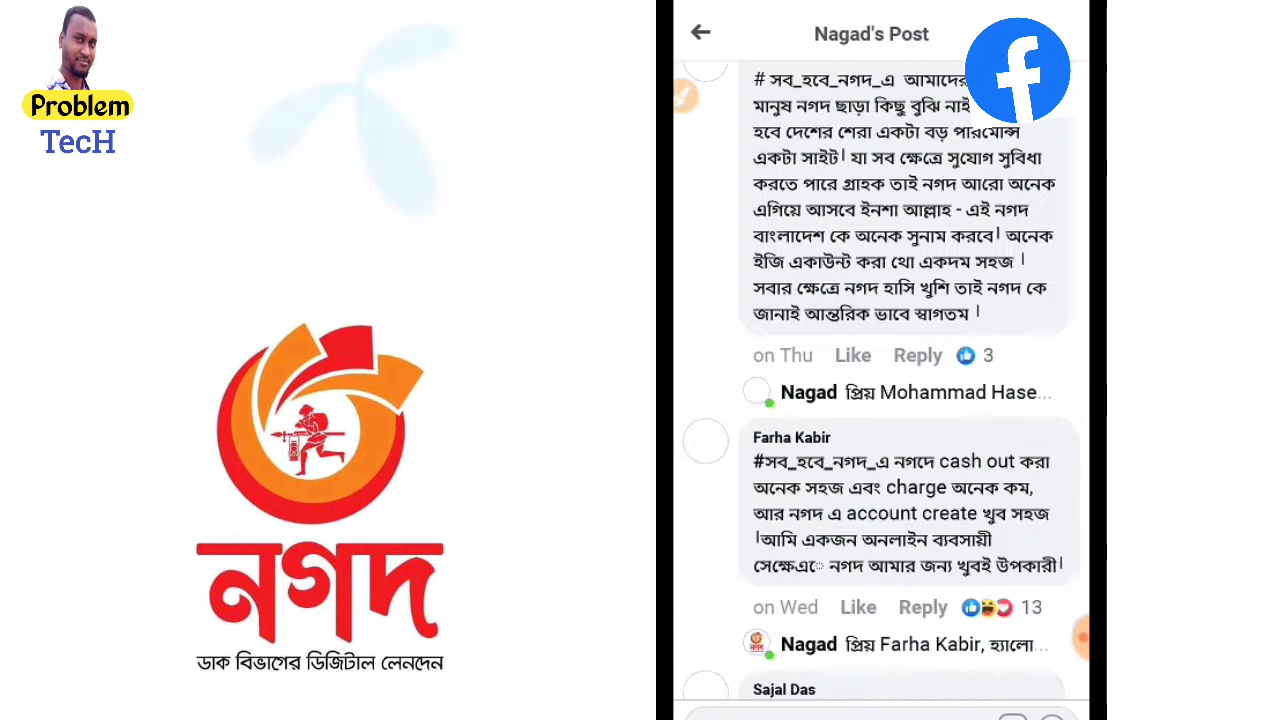 Problem
TecH
নগদ
ডাক বিভাগের ডিজিটাল লেনদেন
Nagad's Post
# সব_হবে_নগদ_এ আমাদের
মানুষ নগদ ছাড়া কিছু বুঝি নাই
হবে দেশের শেরা একটা বড় পারমোন্সি
একটা সাইট। যা সব ক্ষেত্রে সুযোগ সুবিধা
করতে পারে গ্রাহক তাই নগদ আরো অনেক
এগিয়ে আসবে ইনশা আল্লাহ - এই নগদ
বাংলাদেশ কে অনেক সুনাম করবে। অনেক
ইজি একাউন্ট করা থো একদম সহজ ।
সবার ক্ষেত্রে নগদ হাসি খুশি তাই নগদ কে
জানাই আন্তরিক ভাবে স্বাগতম ।
on Thu Like Reply 3
Nagad প্রিয় Mohammad Hase...
Farha Kabir
#সব_হবে_নগদ_এ নগদে cash out করা
অনেক সহজ এবং charge অনেক কম,
আর নগদ এ account create খুব সহজ
।আমি একজন অনলাইন ব্যবসায়ী
সেক্ষেএে নগদ আমার জন্য খুবই উপকারী।
on Wed Like Reply 13
Nagad প্রিয় Farha Kabir, হ্যালো...
Sajal Das